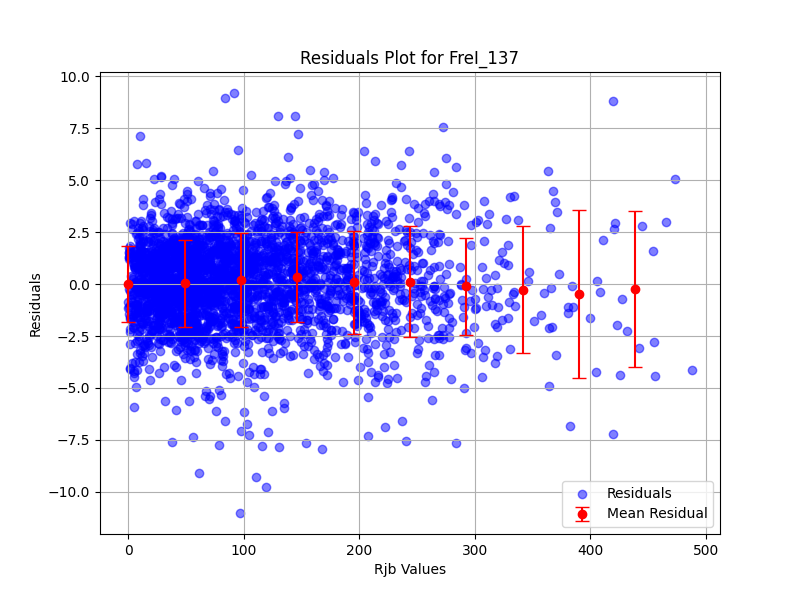 Residuals Plot for FreI_137
10.0
7.5
5.0
2.5
0.0
−2.5
−5.0
−7.5
−10.0
Residuals
0 100 200 300 400 500
Rjb Values
Residuals
Mean Residual